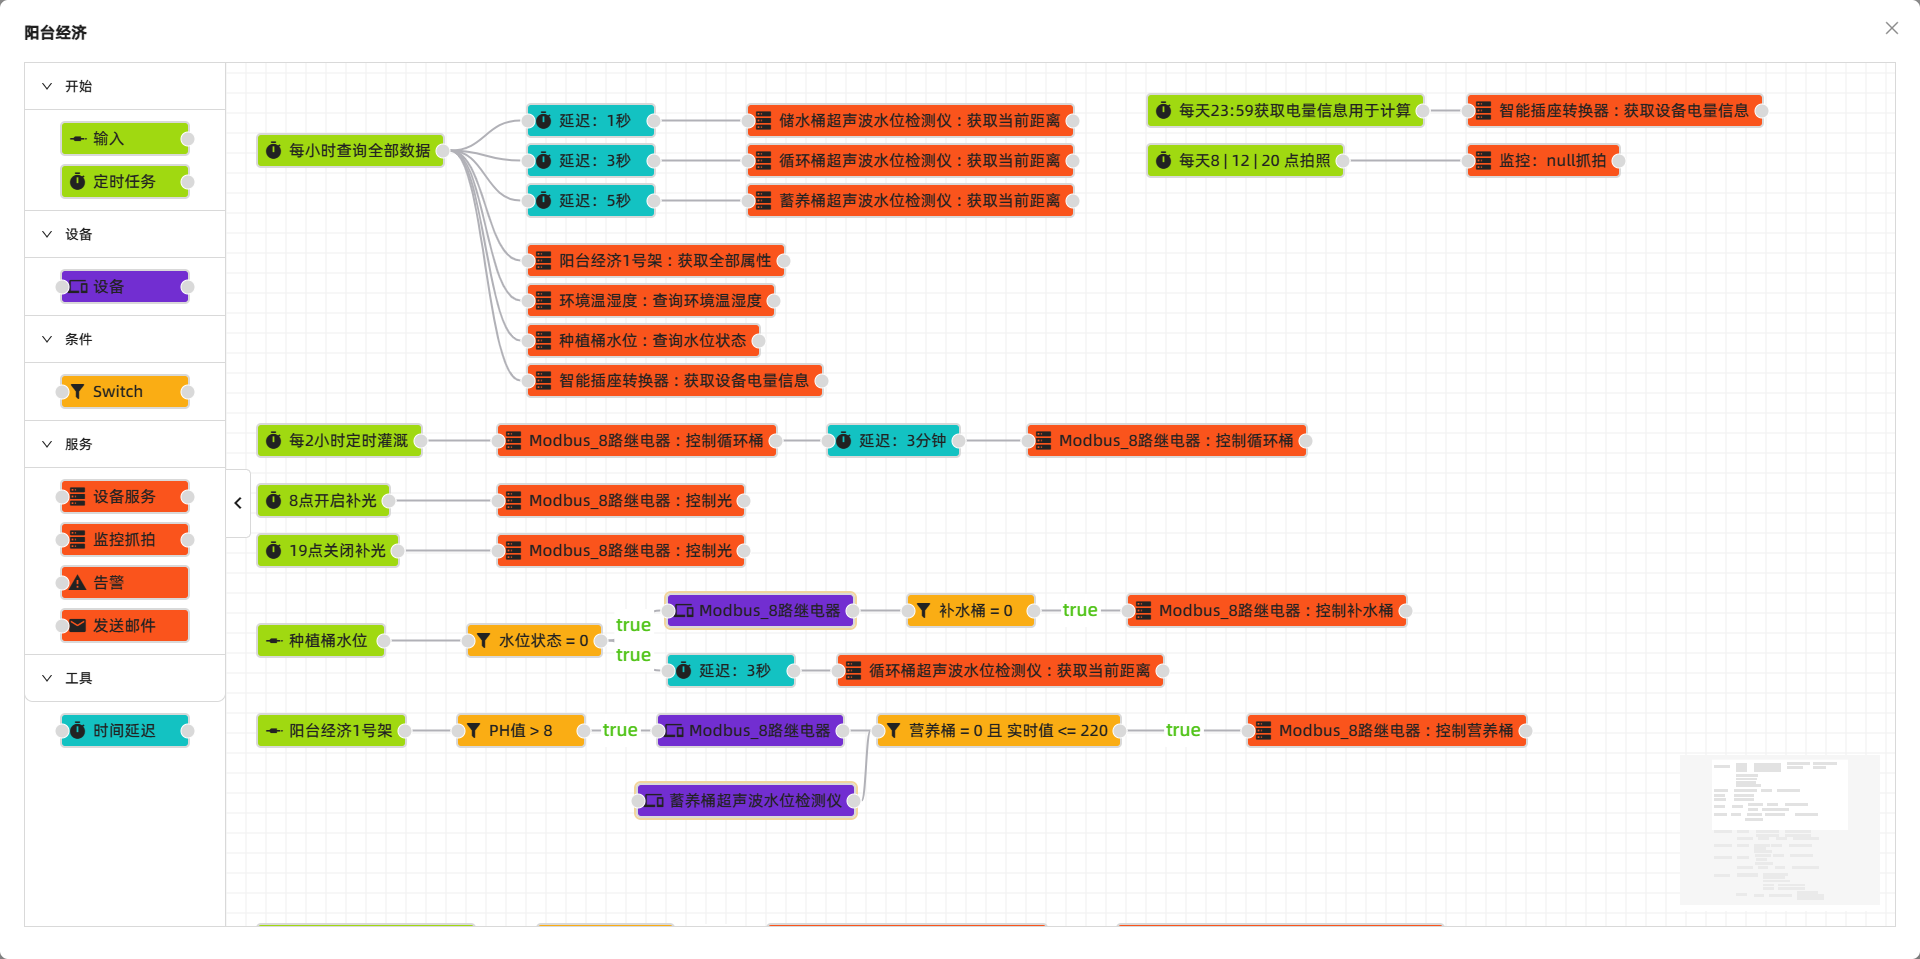 阳台经济
开始
输入
定时任务
设备
设备
条件
Switch
服务
设备服务
监控抓拍
告警
发送邮件
工具
时间延迟
每小时查询全部数据
延迟：1秒
储水桶超声波水位检测仪：获取当前距离
延迟：3秒
循环桶超声波水位检测仪：获取当前距离
延迟：5秒
蓄养桶超声波水位检测仪：获取当前距离
阳台经济1号架：获取全部属性
环境温湿度：查询环境温湿度
种植桶水位：查询水位状态
智能插座转换器：获取设备电量信息
每天23:59获取电量信息用于计算
智能插座转换器：获取设备电量信息
每天8|12|20 点拍照
监控：null抓拍
每2小时定时灌溉
Modbus_8路继电器：控制循环桶
延迟：3分钟
Modbus_8路继电器：控制循环桶
8点开启补光
Modbus_8路继电器：控制光
19点关闭补光
Modbus_8路继电器：控制光
种植桶水位
水位状态 = 0
true
Modbus_8路继电器
补水桶 = 0
true
Modbus_8路继电器：控制补水桶
true
延迟：3秒
循环桶超声波水位检测仪：获取当前距离
阳台经济1号架
PH值 > 8
true
Modbus_8路继电器
营养桶 = 0 且 实时值 <= 220
true
Modbus_8路继电器：控制营养桶
蓄养桶超声波水位检测仪